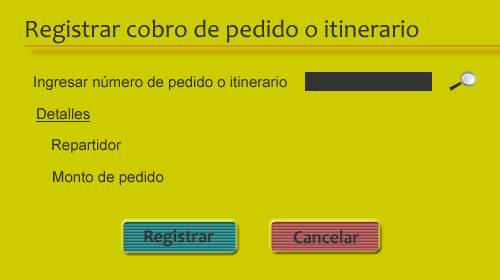 Registrar cobro de pedido o itinerario
Ingresar número de pedido o itinerario
Detalles
Repartidor
Monto de pedido
Registrar Cancelar